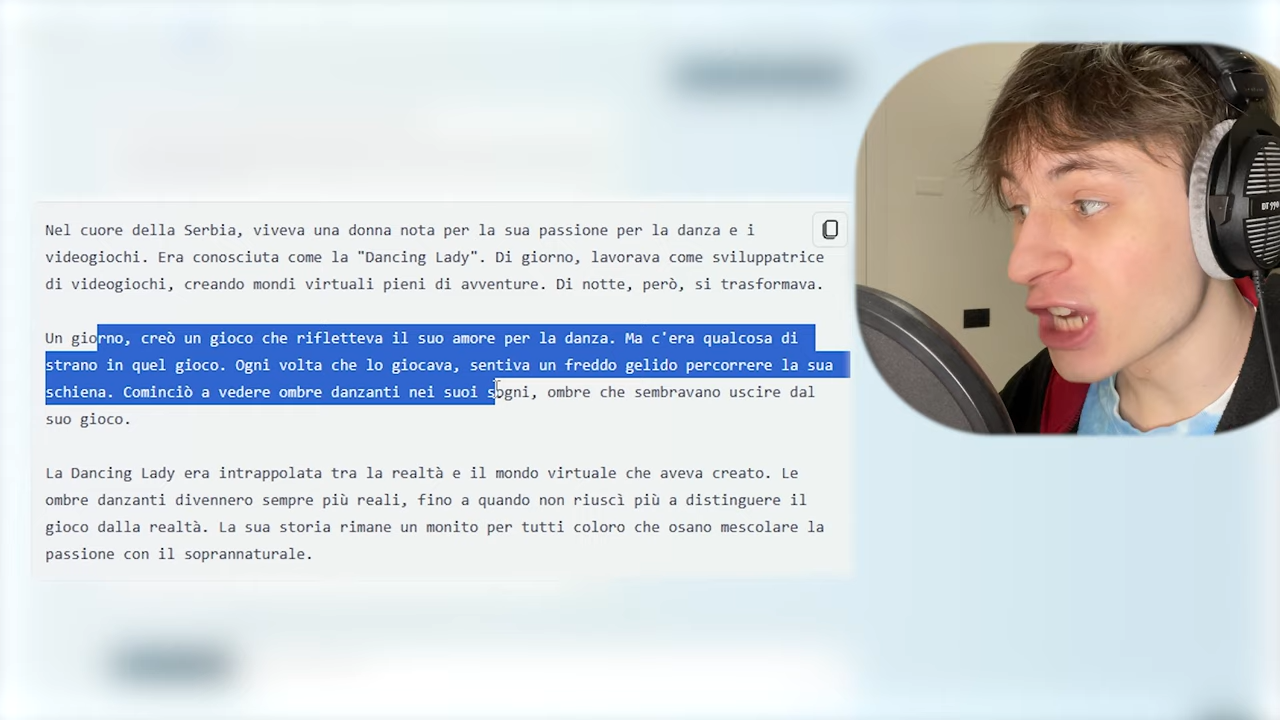 Nel cuore della Serbia, viveva una donna nota per la sua passione per la danza e i
videogiochi. Era conosciuta come la "Dancing Lady". Di giorno, lavorava come sviluppatrice
di videogiochi, creando mondi virtuali pieni di avventure. Di notte, però, si trasformava.
Un giorno, creò un gioco che rifletteva il suo amore per la danza. Ma c'era qualcosa di
strano in quel gioco. Ogni volta che lo giocava, sentiva un freddo gelido percorrere la sua
schiena. Cominciò a vedere ombre danzanti nei suoi sogni, ombre che sembravano uscire dal
suo gioco.
La Dancing Lady era intrappolata tra la realtà e il mondo virtuale che aveva creato. Le
ombre danzanti divennero sempre più reali, fino a quando non riuscì più a distinguere il
gioco dalla realtà. La sua storia rimane un monito per tutti coloro che osano mescolare la
passione con il soprannaturale.
DT 990